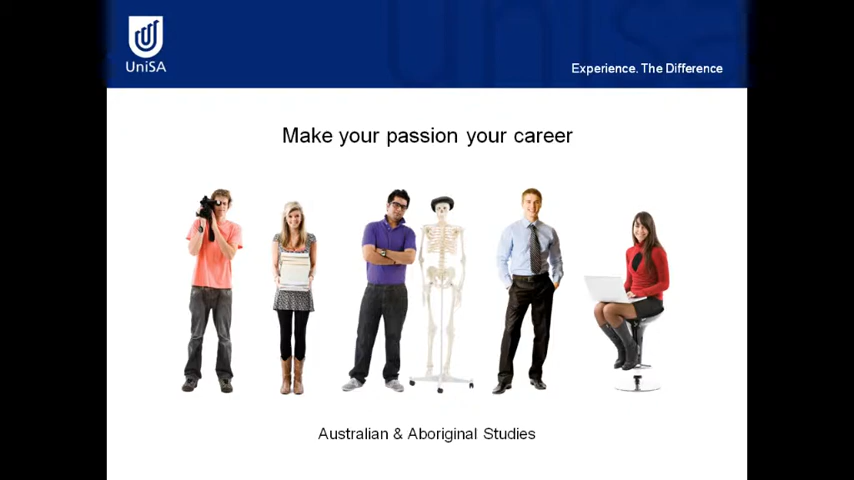 UniSA
Experience. The Difference
Make your passion your career
Australian & Aboriginal Studies